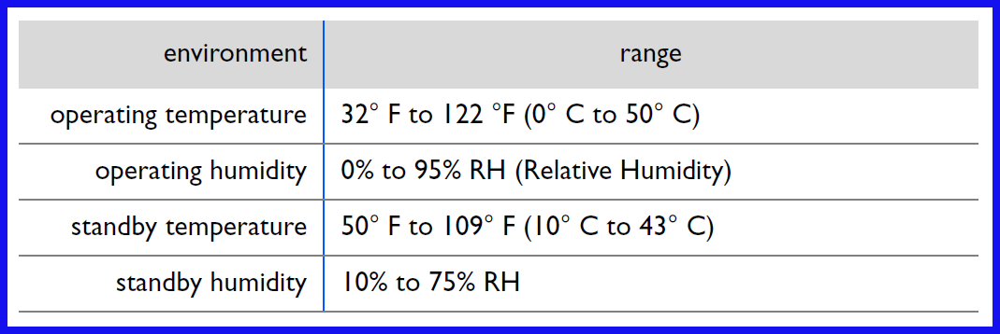 environment range
operating temperature 32° F to 122 °F (0° C to 50° C)
operating humidity 0% to 95% RH (Relative Humidity)
standby temperature 50° F to 109° F (10° C to 43° C)
standby humidity 10% to 75% RH